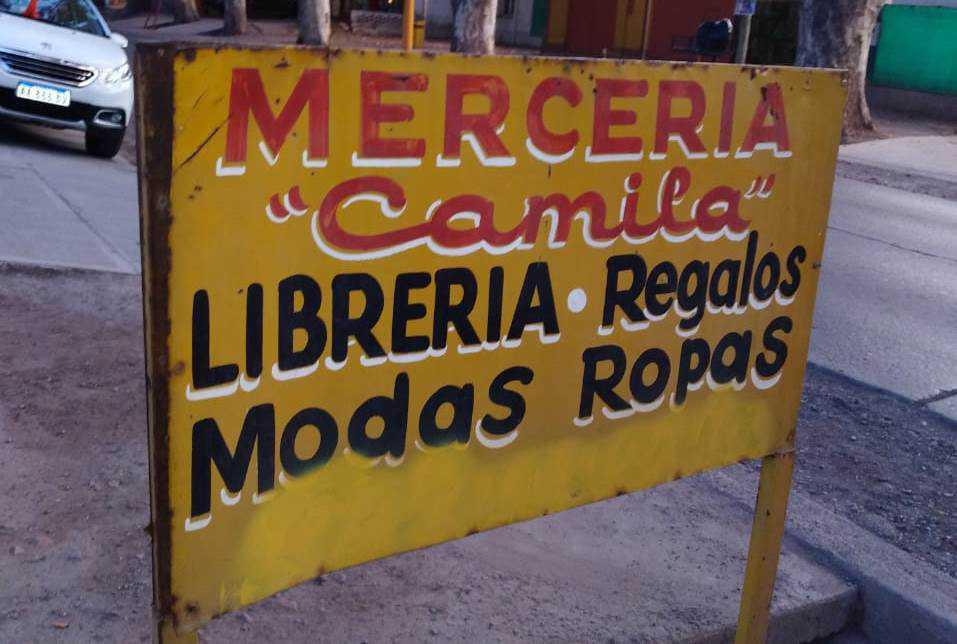 MERCERIA
"Camila"
LIBRERIA · Regalos
Modas Ropas